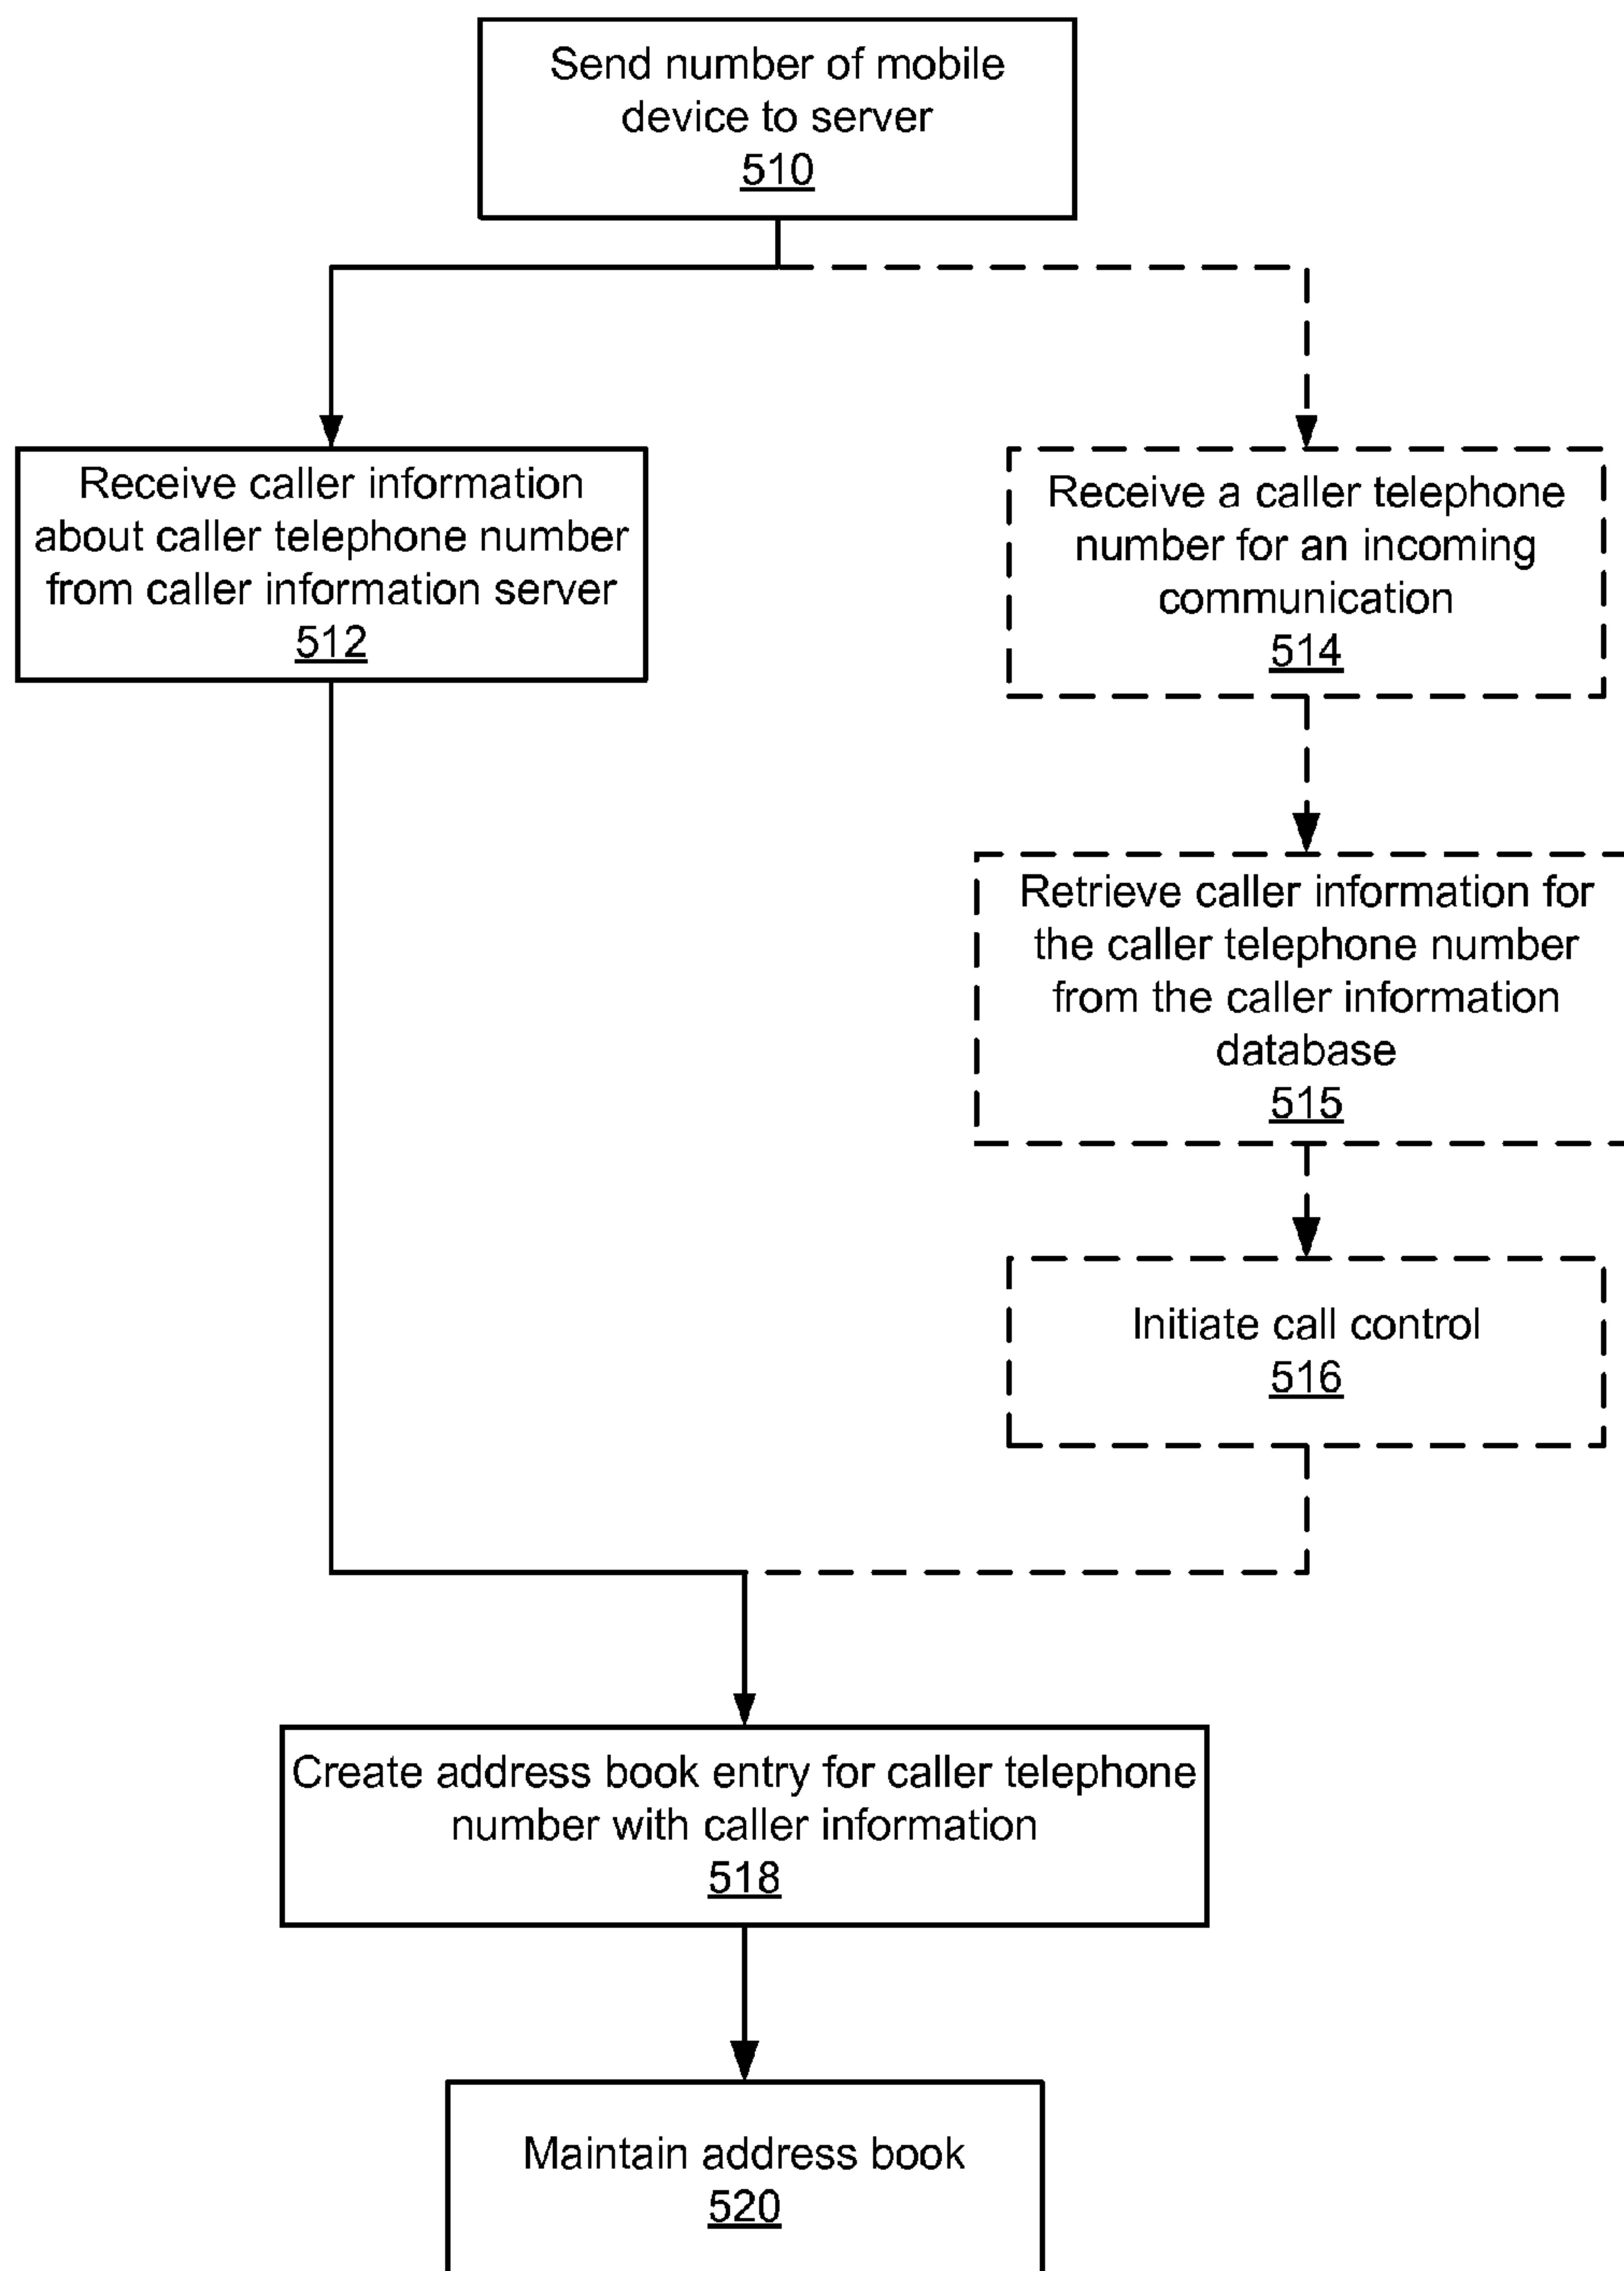 Send number of mobile
device to server
510
Receive caller information
about caller telephone number
from caller information server
512
Receive a caller telephone
number for an incoming
communication
514
Retrieve caller information for
the caller telephone number
from the caller information
database
515
Initiate call control
516
Create address book entry for caller telephone
number with caller information
518
Maintain address book
520